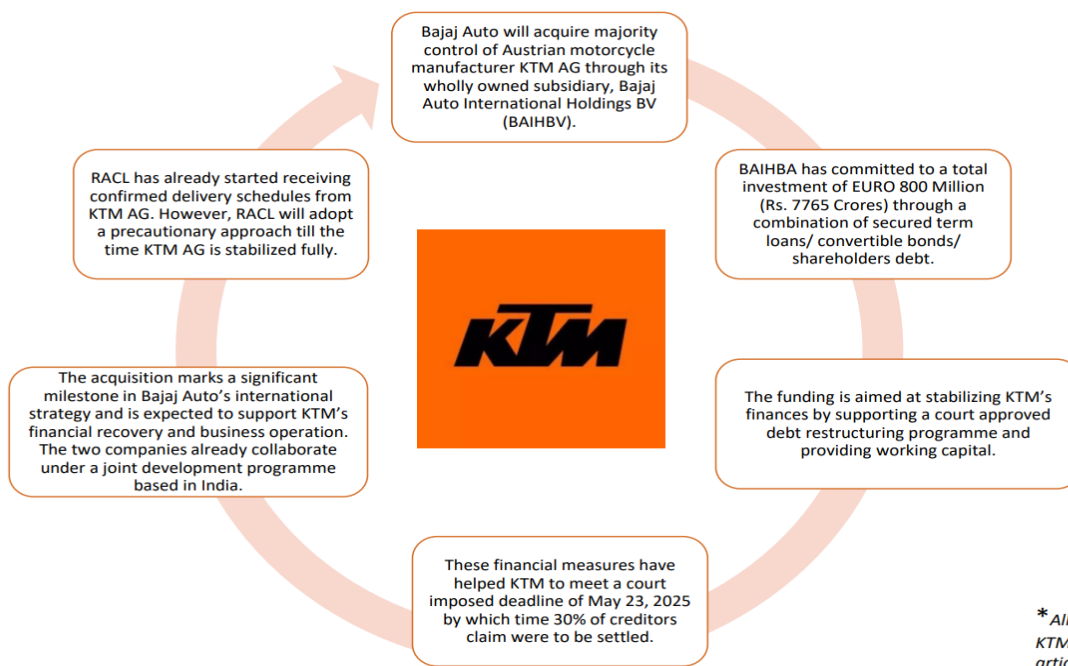 Bajaj Auto will acquire majority
control of Austrian motorcycle
manufacturer KTM AG through its
wholly owned subsidiary, Bajaj
Auto International Holdings BV
(BAIHBV).
BAIHBA has committed to a total
investment of EURO 800 Million
(Rs. 7765 Crores) through a
combination of secured term
loans/ convertible bonds/
shareholders debt.
The funding is aimed at stabilizing KTM's
finances by supporting a court approved
debt restructuring programme and
providing working capital.
These financial measures have
helped KTM to meet a court
imposed deadline of May 23, 2025
by which time 30% of creditors
claim were to be settled.
The acquisition marks a significant
milestone in Bajaj Auto's international
strategy and is expected to support KTM's
financial recovery and business operation.
The two companies already collaborate
under a joint development programme
based in India.
RACL has already started receiving
confirmed delivery schedules from
KTM AG. However, RACL will adopt
a precautionary approach till the
time KTM AG is stabilized fully.
KTM
*All
KTM